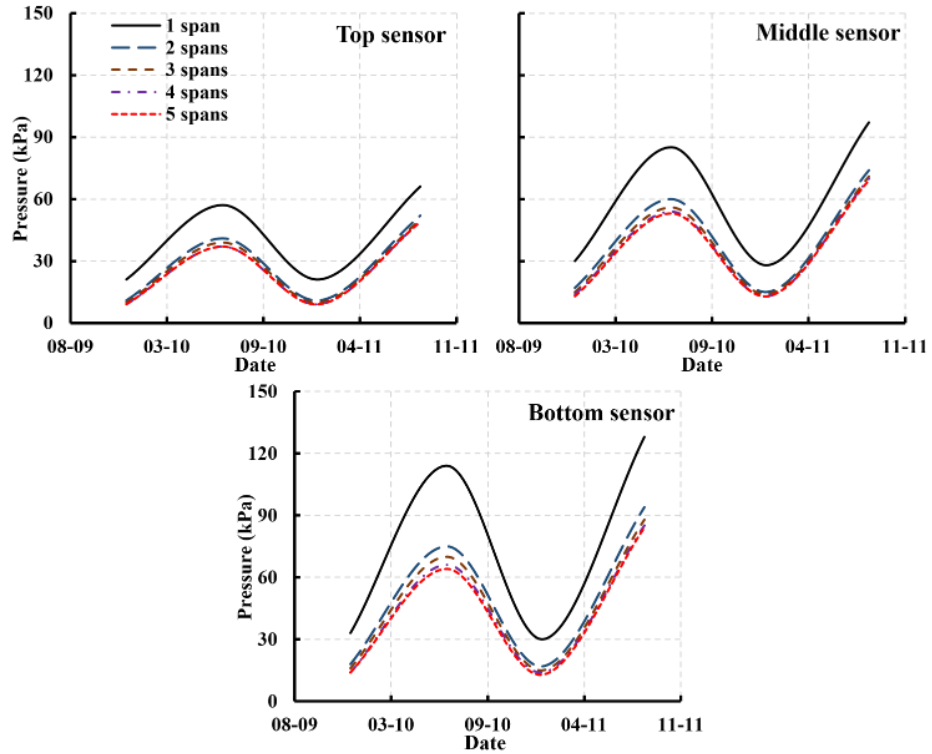 150
120
90
60
30
0
Pressure (kPa)
1 span
2 spans
3 spans
4 spans
5 spans
Top sensor
08-09 03-10 09-10 04-11 11-11
Date
Middle sensor
08-09 03-10 09-10 04-11 11-11
Date
150
120
90
60
30
0
Pressure (kPa)
Bottom sensor
08-09 03-10 09-10 04-11 11-11
Date